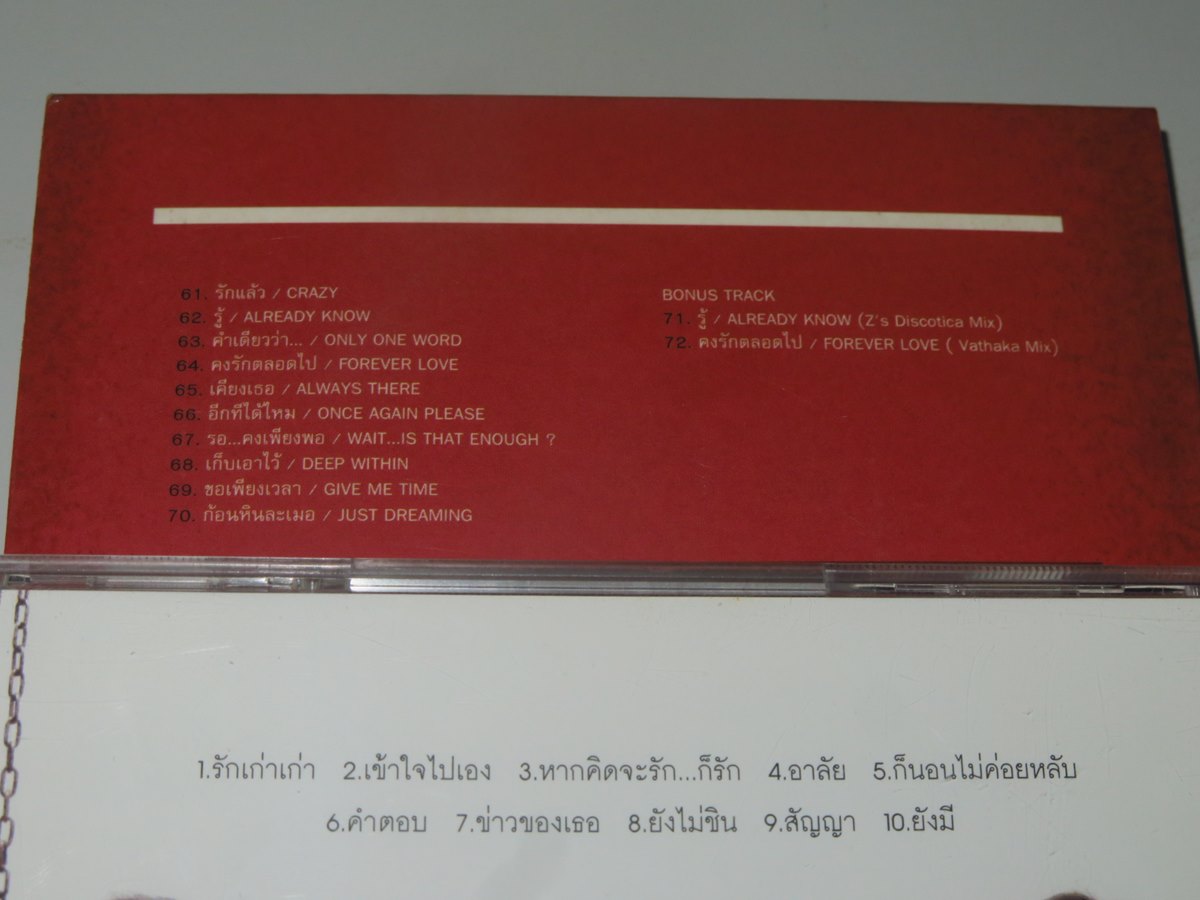 61. รักแล้ว / CRAZY
62. รู้ / ALREADY KNOW
63. คำเดียวว่า... / ONLY ONE WORD
64. คงรักตลอดไป / FOREVER LOVE
65. เคียงเธอ / ALWAYS THERE
66. อีกทีได้ไหม / ONCE AGAIN PLEASE
67. รอ...คงเพียงพอ / WAIT...IS THAT ENOUGH ?
68. เก็บเอาไว้ / DEEP WITHIN
69. ขอเพียงเวลา / GIVE ME TIME
70. ก้อนหินละเมอ / JUST DREAMING
BONUS TRACK
71. รู้ / ALREADY KNOW (Z's Discotica Mix)
72. คงรักตลอดไป / FOREVER LOVE ( Vathaka Mix)
1.รักเก่าเก่า 2.เข้าใจไปเอง 3.หากคิดจะรัก...ก็รัก 4.อาลัย 5.ก็นอนไม่ค่อยหลับ
6.คำตอบ 7.ข่าวของเธอ 8.ยังไม่ชิน 9.สัญญา 10.ยังมี